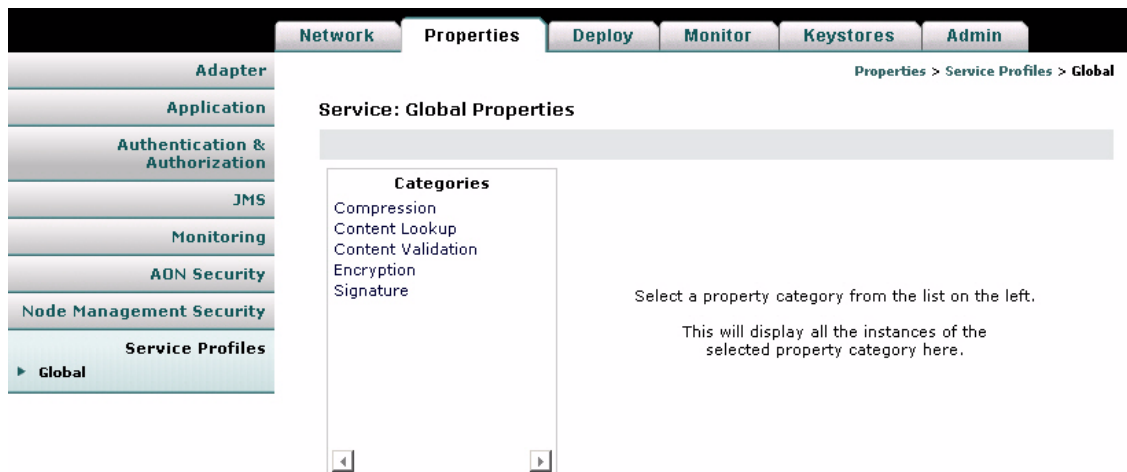 Network Properties Deploy Monitor Keystores Admin
Properties > Service Profiles > Global
Adapter
Application
Authentication &
Authorization
JMS
Monitoring
AON Security
Node Management Security
Service Profiles
Global
Service: Global Properties
Categories
Compression
Content Lookup
Content Validation
Encryption
Signature
Select a property category from the list on the left.
This will display all the instances of the
selected property category here.